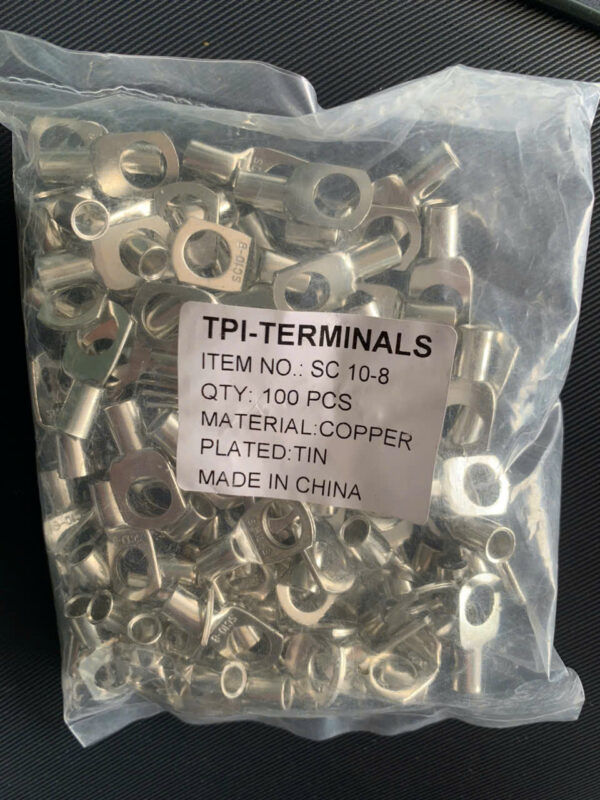 TPI-TERMINALS
ITEM NO.: SC 10-8
QTY: 100 PCS
MATERIAL:COPPER
PLATED:TIN
MADE IN CHINA